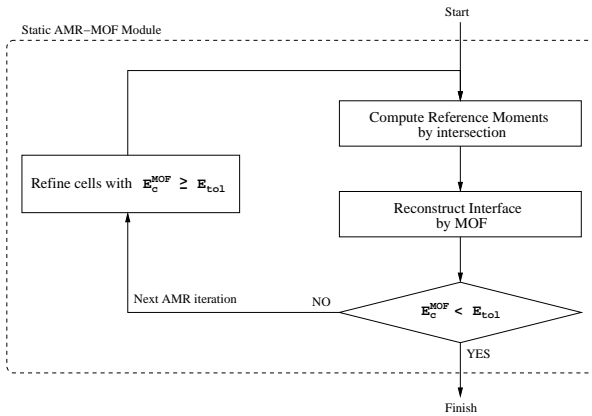 Start
Static AMR–MOF Module
Compute Reference Moments
by intersection
Refine cells with E_c^MOF ≥ E_tol
Reconstruct Interface
by MOF
Next AMR iteration
NO
E_c^MOF < E_tol
YES
Finish